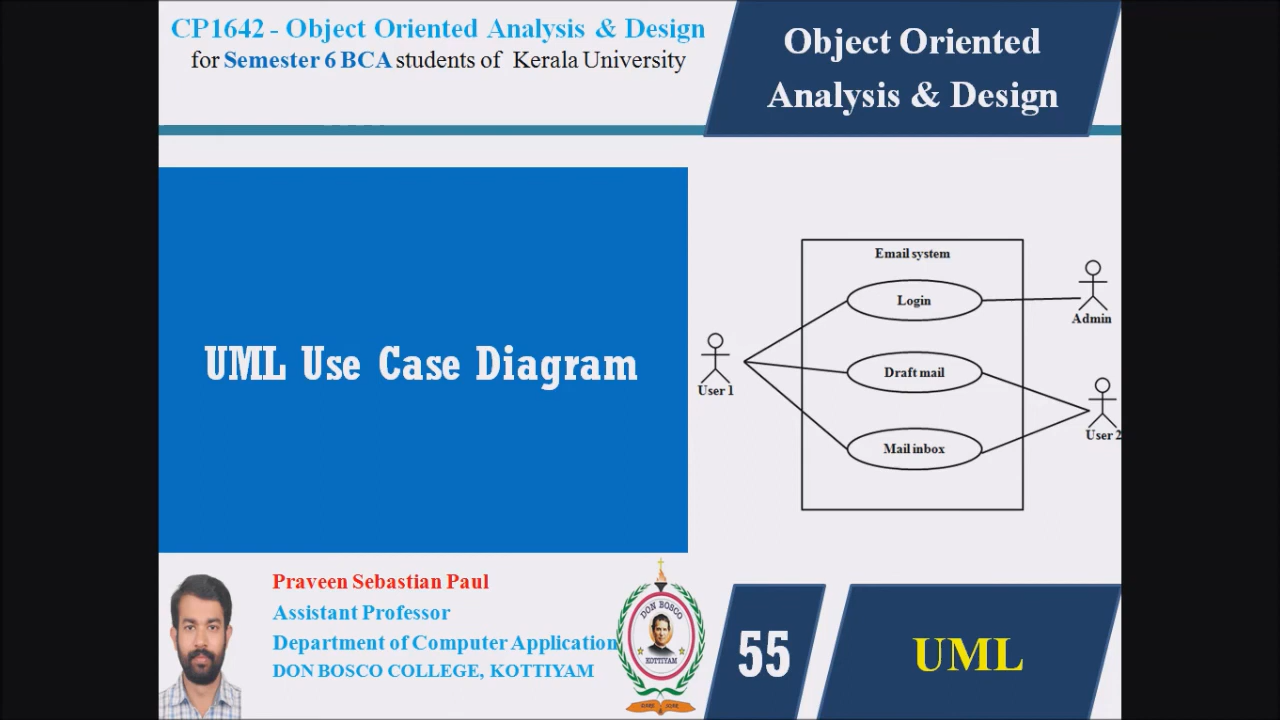 CP1642 - Object Oriented Analysis & Design
for Semester 6 BCA students of Kerala University
Object Oriented
Analysis & Design
UML Use Case Diagram
Email system
Login
Admin
Draft mail
User 1
User 2
Mail inbox
Praveen Sebastian Paul
Assistant Professor
Department of Computer Application
DON BOSCO COLLEGE, KOTTIYAM
DON BOSCO
KOTTIYAM
55
UML